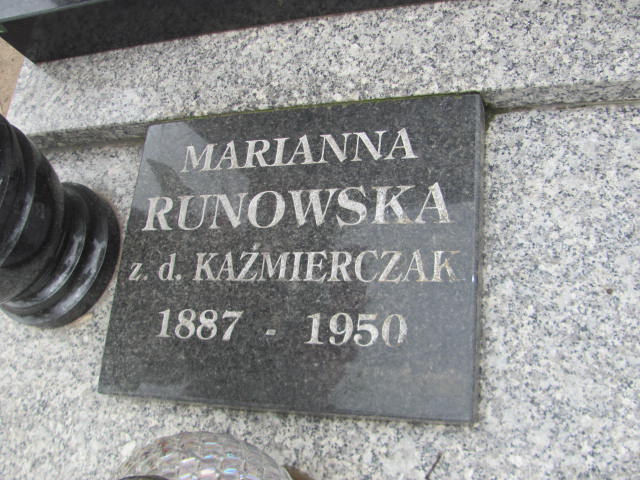 MARIANNA
RUNOWSKA
z. d. KAŹMIERCZAK
1887 - 1950